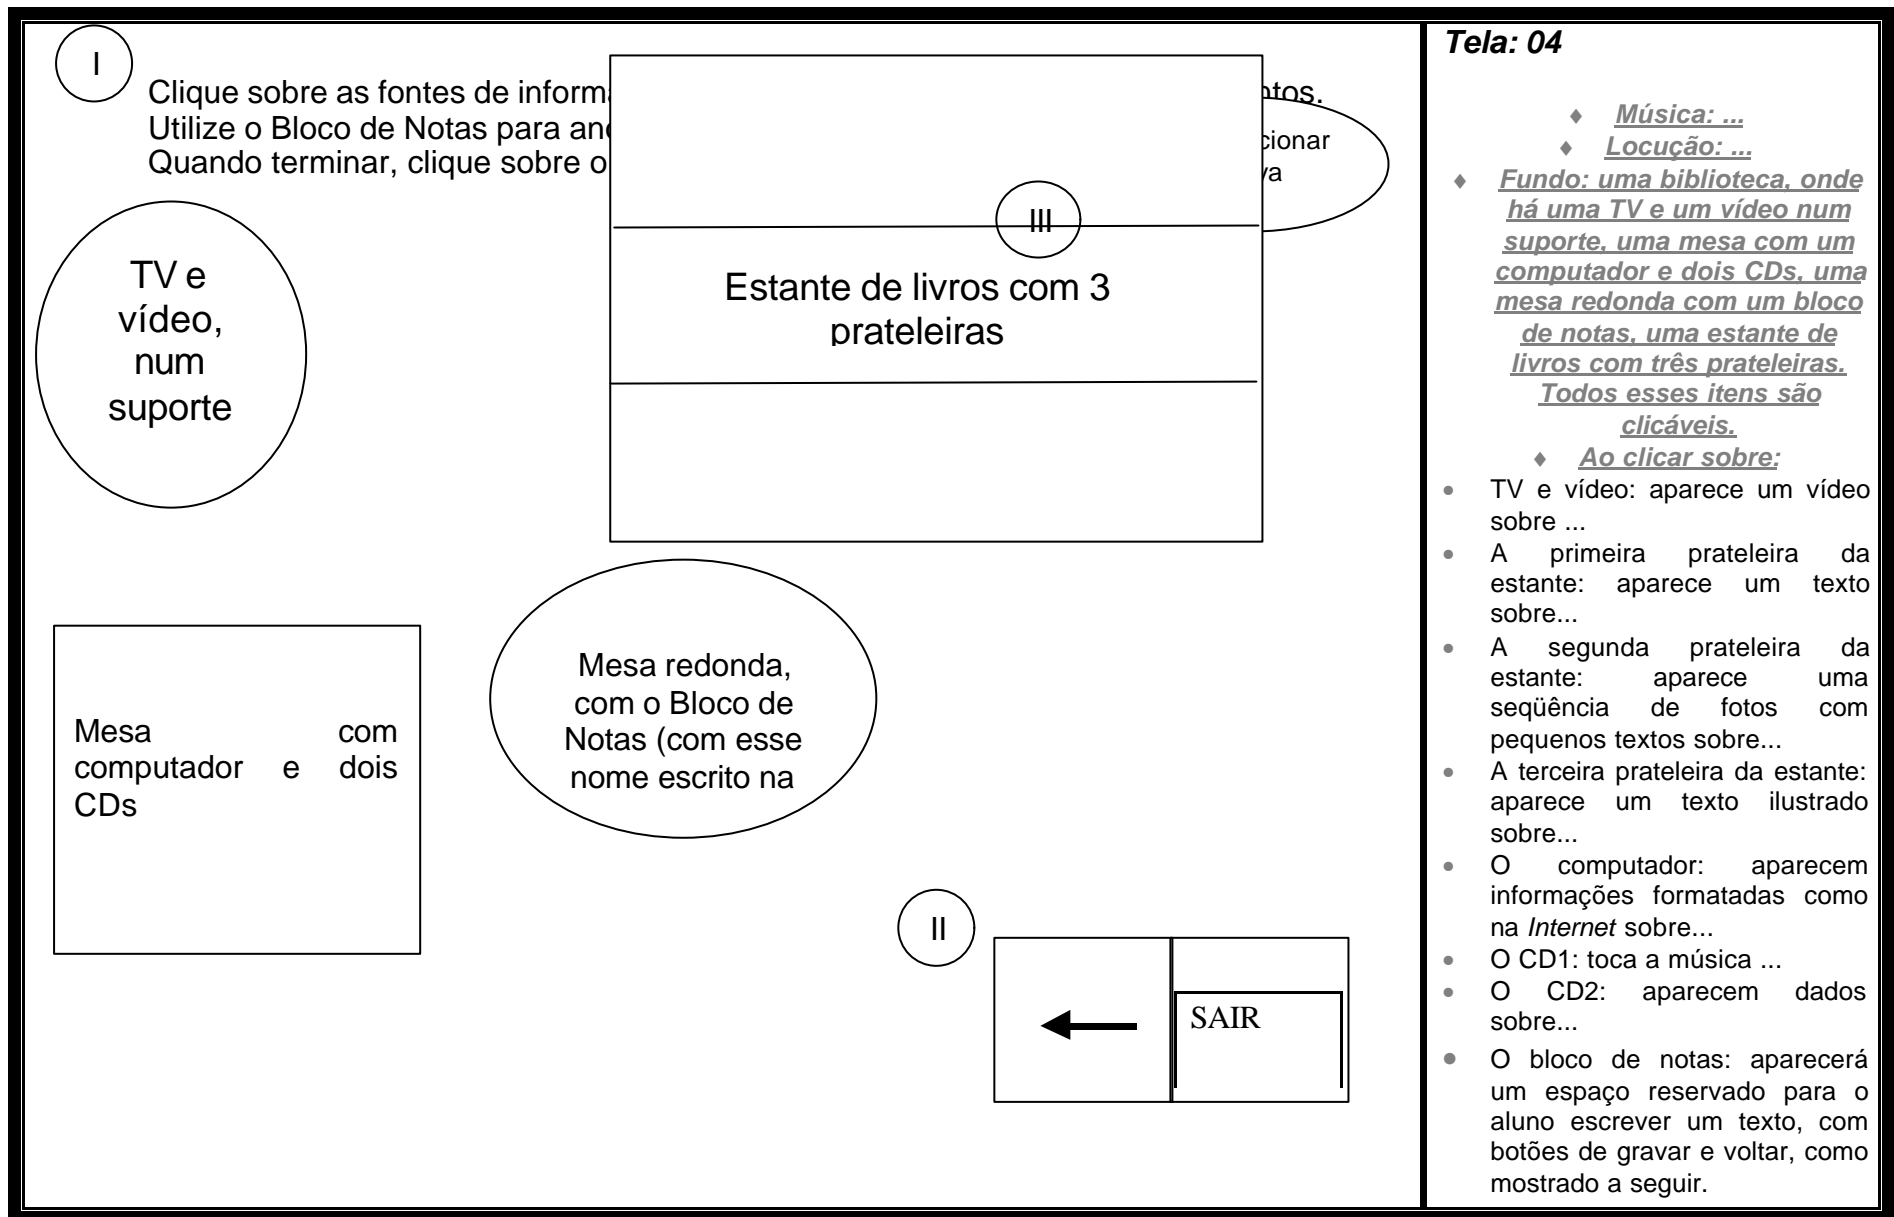 I
Clique sobre as fontes de
Utilize o Bloco de Notas para
Quando terminar, clique sobre o
III
TV e
vídeo,
num
suporte
Estante de livros com 3
prateleiras
Mesa com
computador e dois
CDs
Mesa redonda,
com o Bloco de
Notas (com esse
nome escrito na
II
SAIR
Tela: 04
♦ Música: ...
♦ Locução: ...
♦ Fundo: uma biblioteca, onde
há uma TV e um vídeo num
suporte, uma mesa com um
computador e dois CDs, uma
mesa redonda com um bloco
de notas, uma estante de
livros com três prateleiras.
Todos esses itens são
clicáveis.
♦ Ao clicar sobre:
• TV e vídeo: aparece um vídeo
sobre ...
• A primeira prateleira da
estante: aparece um texto
sobre...
• A segunda prateleira da
estante: aparece uma
seqüência de fotos com
pequenos textos sobre...
• A terceira prateleira da estante:
aparece um texto ilustrado
sobre...
• O computador: aparecem
informações formatadas como
na Internet sobre...
• O CD1: toca a música ...
• O CD2: aparecem dados
sobre...
• O bloco de notas: aparecerá
um espaço reservado para o
aluno escrever um texto, com
botões de gravar e voltar, como
mostrado a seguir.